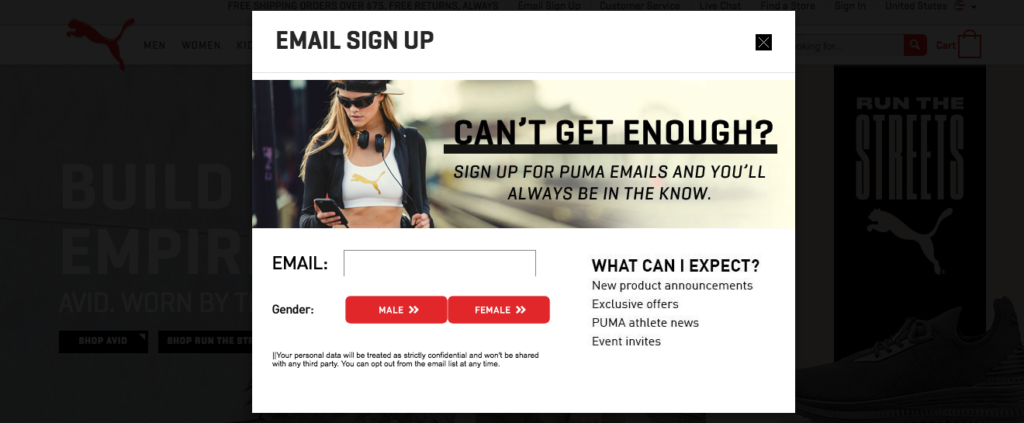 FREE SHIPPING ORDERS OVER $75. FREE RETURNS, ALWAYS Email Sign Up Customer Service Live Chat Find a Store Sign In United States
MEN WOMEN Cart
EMAIL SIGN UP
CAN'T GET ENOUGH?
SIGN UP FOR PUMA EMAILS AND YOU'LL
ALWAYS BE IN THE KNOW.
RUN THE
STREETS
BUILD
EMPIR
AVID. WORN BY T
SHOP AVID SHOP RUN THE STR
EMAIL:
Gender: MALE FEMALE
||Your personal data will be treated as strictly confidential and won't be shared
with any third party. You can opt out from the email list at any time.
WHAT CAN I EXPECT?
New product announcements
Exclusive offers
PUMA athlete news
Event invites